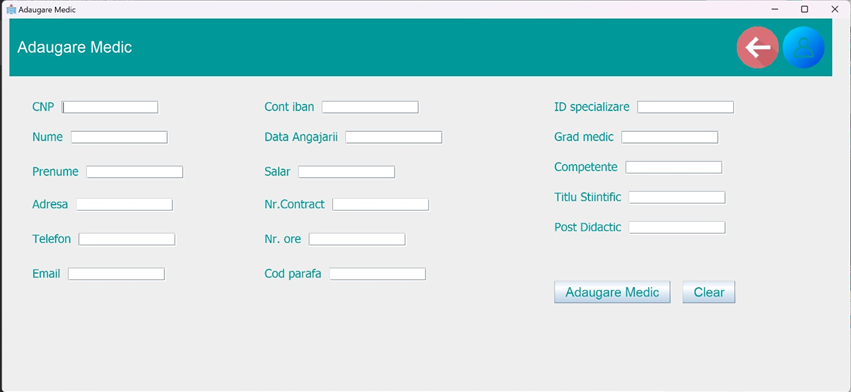 Adaugare Medic
Adaugare Medic
CNP
Nume
Prenume
Adresa
Telefon
Email
Cont iban
Data Angajarii
Salar
Nr.Contract
Nr. ore
Cod parafa
ID specializare
Grad medic
Competente
Titlu Stiintific
Post Didactic
Adaugare Medic
Clear